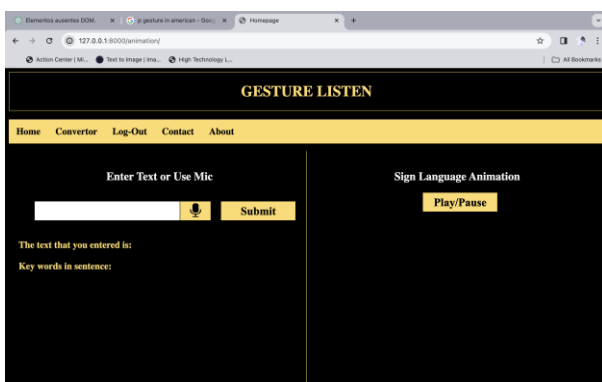 Elementos ausentes DOM.
p gesture in american - Goog
Homepage
127.0.0.1:8000/animation/
Action Center | Mi...
Text to Image | Ima...
High Technology L...
All Bookmarks
GESTURE LISTEN
Home Convertor Log-Out Contact About
Enter Text or Use Mic
Submit
The text that you entered is:
Key words in sentence:
Sign Language Animation
Play/Pause